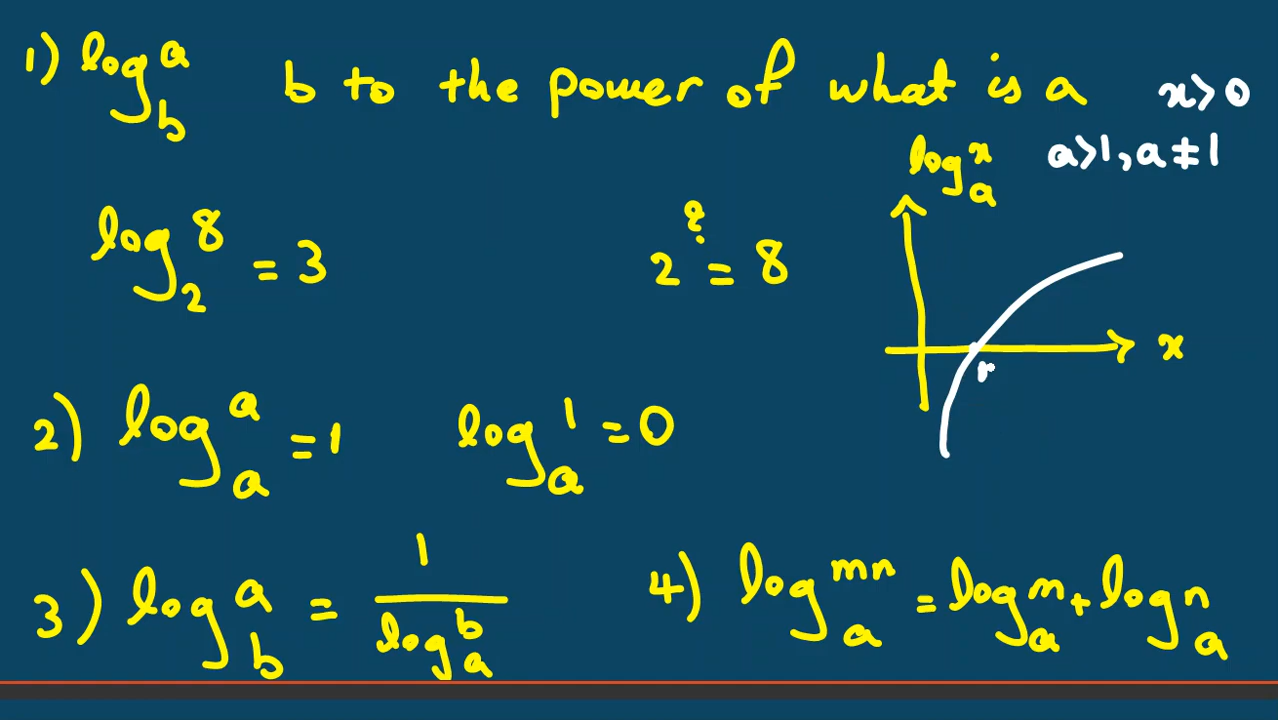 1) log_b^a b to the power of what is a x>0
log_a^x a>1, a≠1
log_2^8 = 3 2^? = 8
x
2) log_a^a = 1 log_a^1 = 0
3) log_b^a = 1/log_a^b 4) log_a^mn = log_a^m + log_a^n